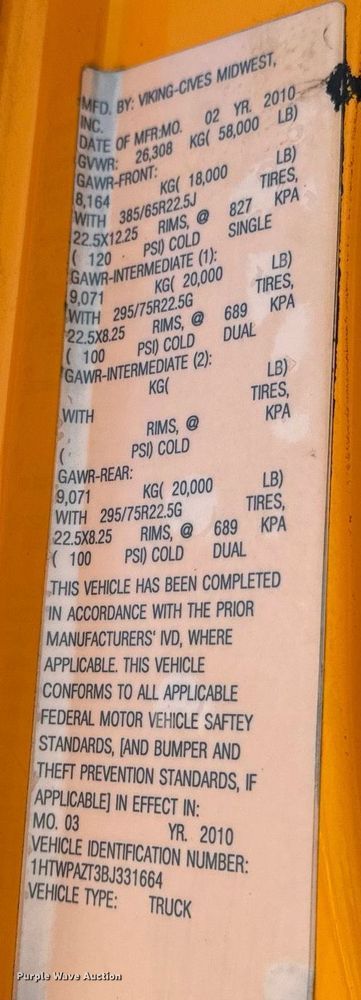 MFD. BY: VIKING-CIVES MIDWEST,
INC.
DATE OF MFR:MO. 02 YR. 2010
GVWR: 26,308 KG( 58,000 LB)
GAWR-FRONT:
8,164 KG( 18,000 LB)
WITH 385/65R22.5J TIRES,
22.5X12.25 RIMS, @ 827 KPA
( 120 PSI) COLD SINGLE
GAWR-INTERMEDIATE (1):
9,071 KG( 20,000 LB)
WITH 295/75R22.5G TIRES,
22.5X8.25 RIMS, @ 689 KPA
( 100 PSI) COLD DUAL
GAWR-INTERMEDIATE (2):
KG( LB)
WITH TIRES,
RIMS, @ KPA
( PSI) COLD
GAWR-REAR:
9,071 KG( 20,000 LB)
WITH 295/75R22.5G TIRES,
22.5X8.25 RIMS, @ 689 KPA
( 100 PSI) COLD DUAL
THIS VEHICLE HAS BEEN COMPLETED
IN ACCORDANCE WITH THE PRIOR
MANUFACTURERS' IVD, WHERE
APPLICABLE. THIS VEHICLE
CONFORMS TO ALL APPLICABLE
FEDERAL MOTOR VEHICLE SAFTEY
STANDARDS, [AND BUMPER AND
THEFT PREVENTION STANDARDS, IF
APPLICABLE] IN EFFECT IN:
MO. 03 YR. 2010
VEHICLE IDENTIFICATION NUMBER:
1HTWPAZT3BJ331664
VEHICLE TYPE: TRUCK
Purple Wave Auction